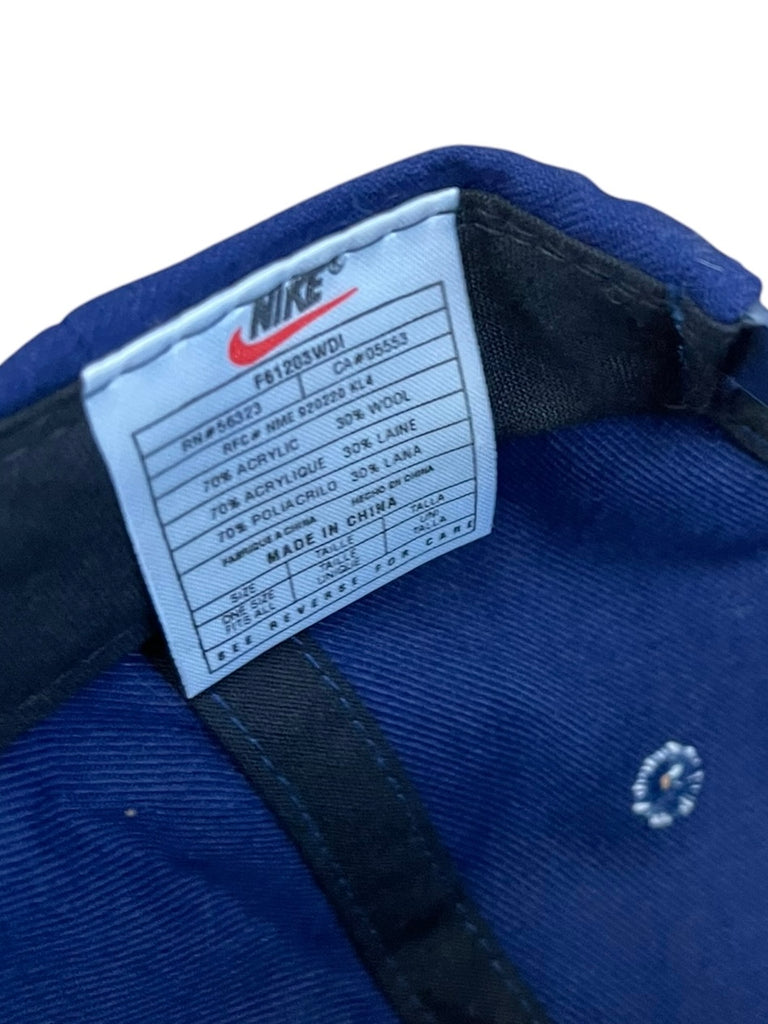 NIKE®
F61203WDI
RN#56323 CA#05553
RFC# NME 920220 KL4
70% ACRYLIC 30% WOOL
70% ACRYLIQUE 30% LAINE
70% POLIACRILO 30% LANA
FABRIQUE A CHINA HECHO EN CHINA
MADE IN CHINA
SIZE TAILLE TALLA
ONE SIZE FITS ALL TAILLE UNIQUE UNI TALLA
SEE REVERSE FOR CARE